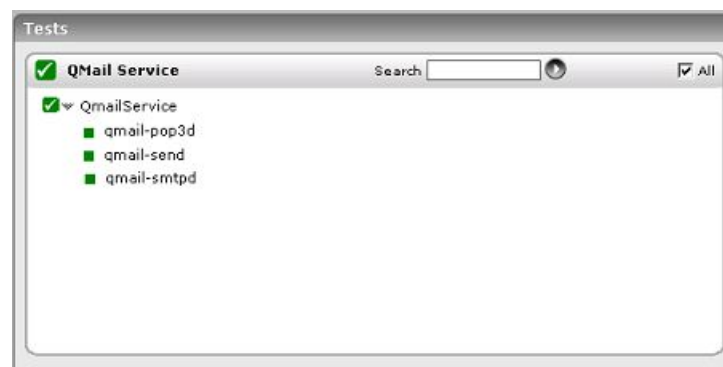 Tests
QMail Service Search All
QmailService
qmail-pop3d
qmail-send
qmail-smtpd